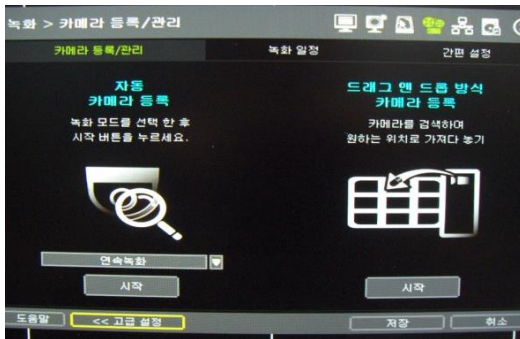 녹화 > 카메라 등록/관리
카메라 등록/관리
녹화 일정
간편 설정
자동
카메라 등록
녹화 모드를 선택 한 후
시작 버튼을 누르세요.
연속녹화
시작
드래그 앤 드롭 방식
카메라 등록
카메라를 검색하여
원하는 위치로 가져다 놓기
시작
도움말
<< 고급 설정
저장
취소